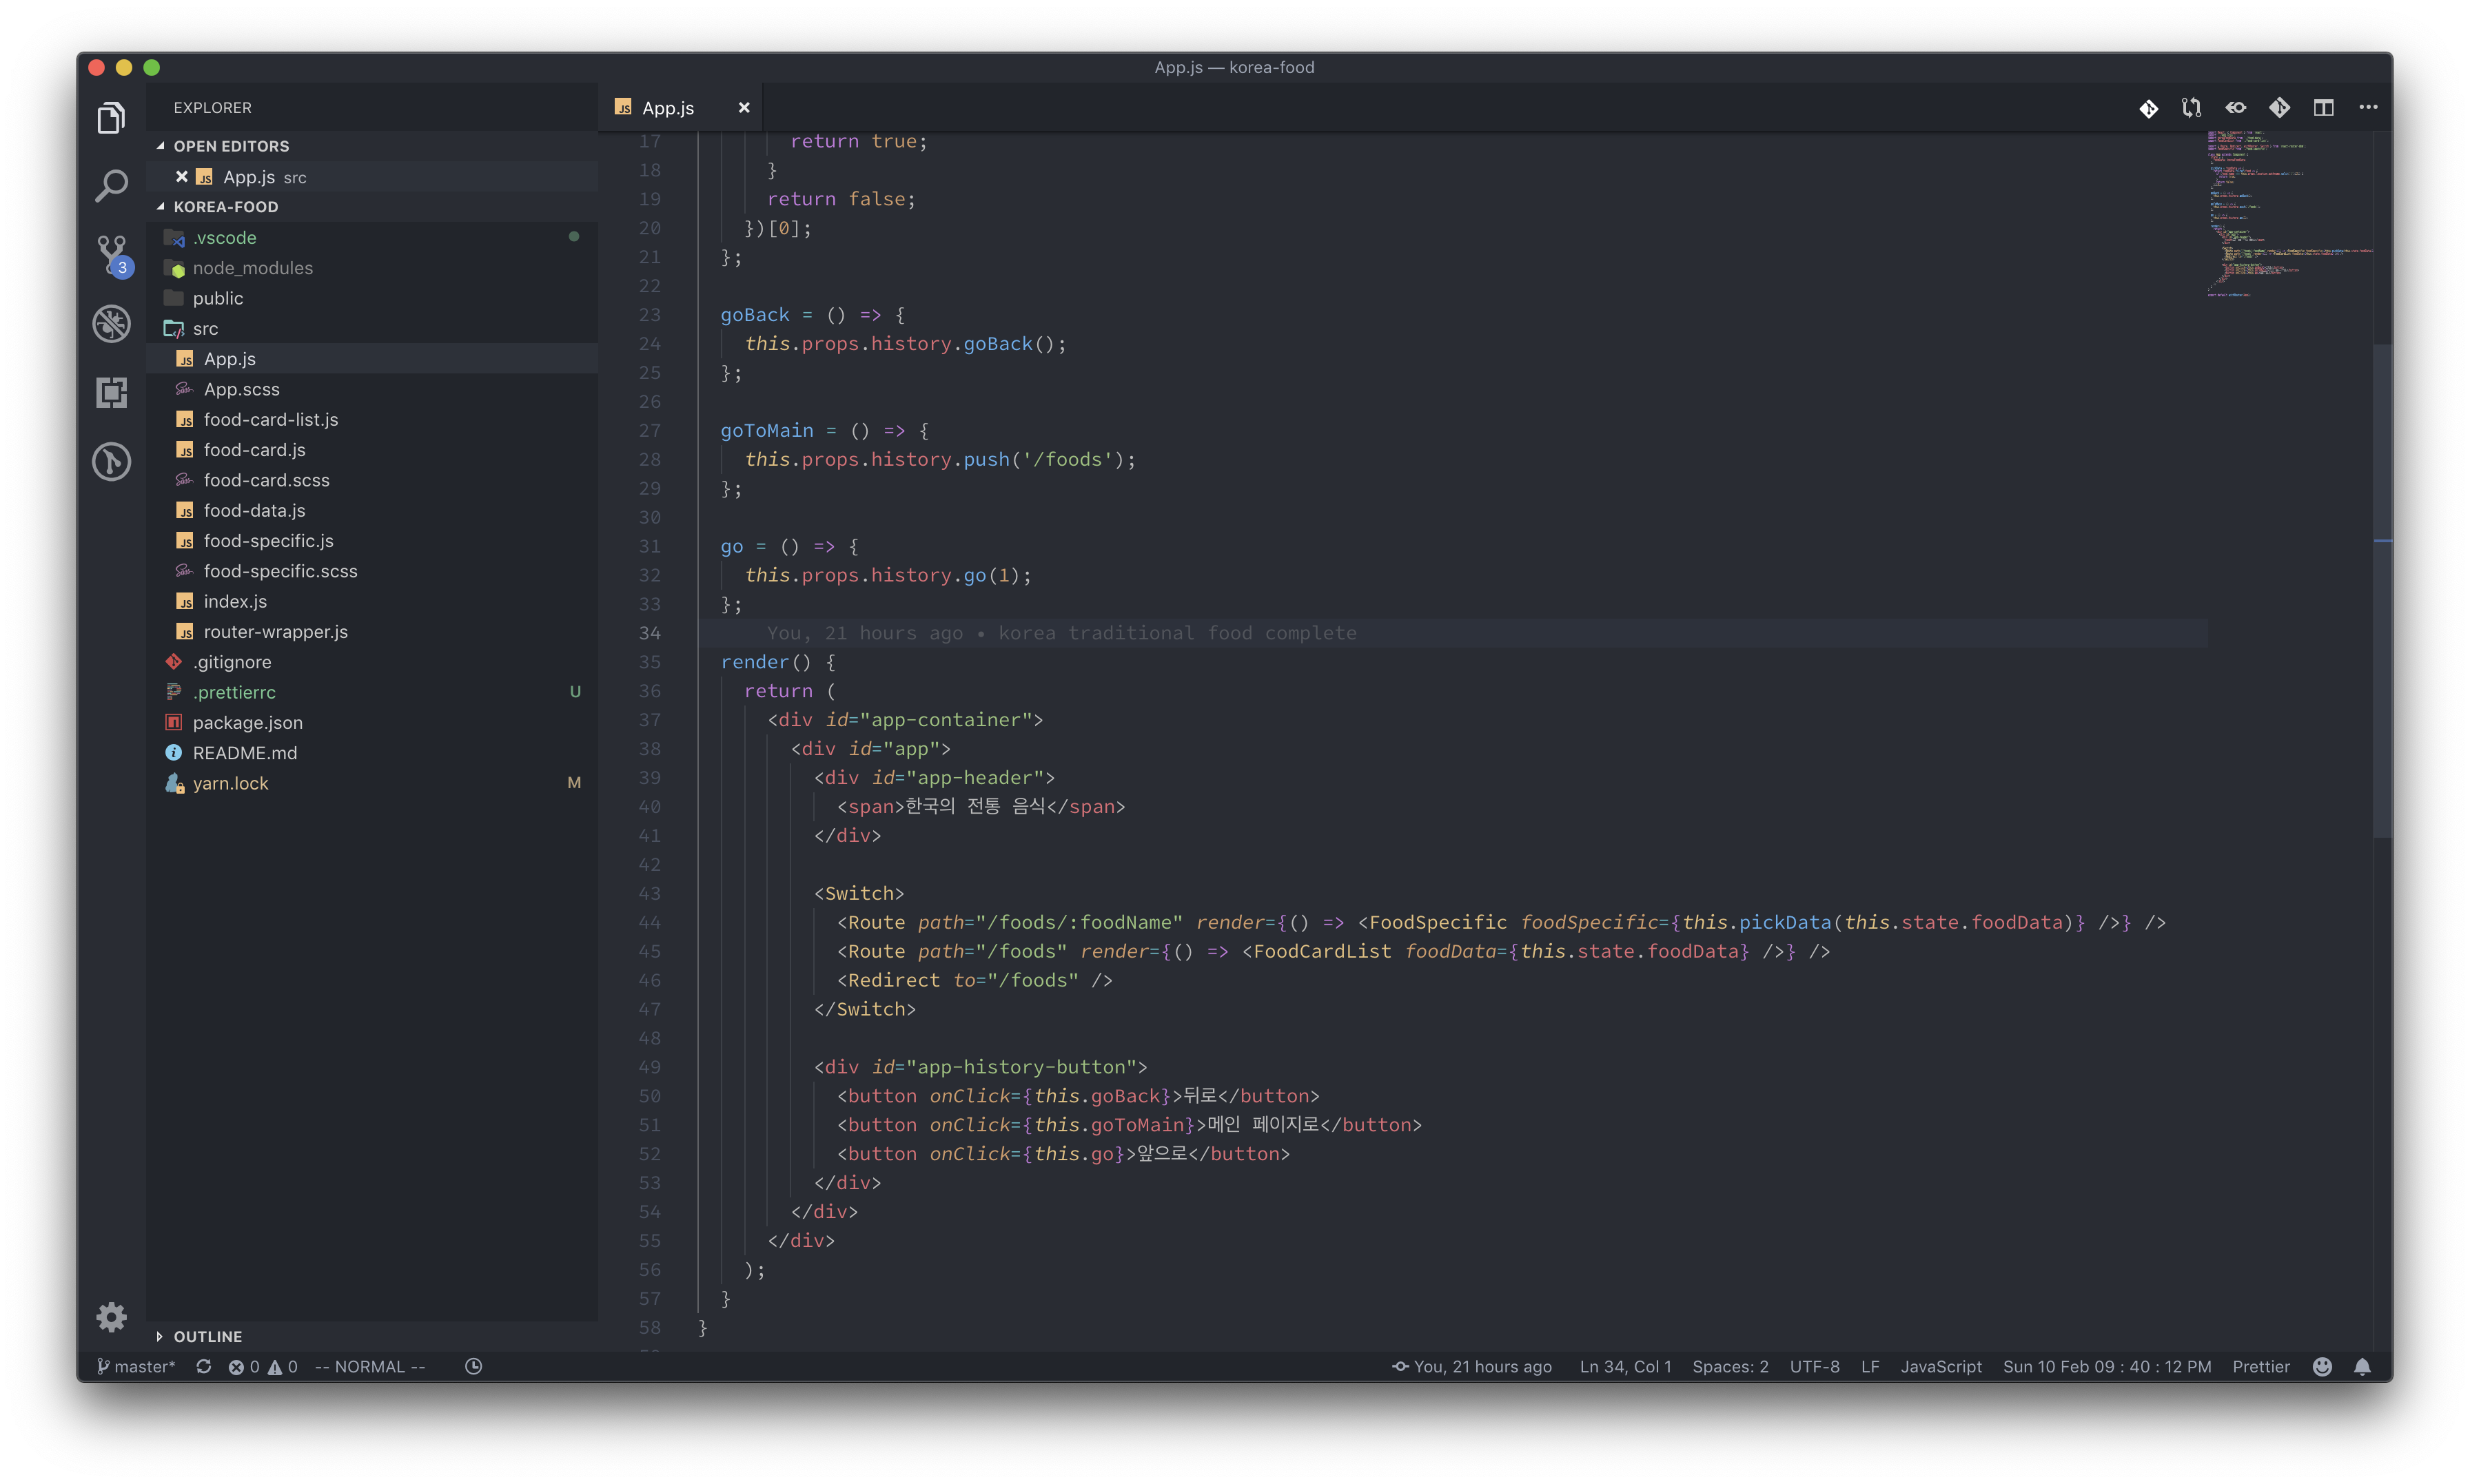 App.js — korea-food
EXPLORER
OPEN EDITORS
App.js src
KOREA-FOOD
.vscode
node_modules
public
src
App.js
App.scss
food-card-list.js
food-card.js
food-card.scss
food-data.js
food-specific.js
food-specific.scss
index.js
router-wrapper.js
.gitignore
.prettierrc U
package.json
README.md
yarn.lock M
OUTLINE
3
App.js
17 return true;
18 }
19 return false;
20 })[0];
21 };
22
23 goBack = () => {
24 this.props.history.goBack();
25 };
26
27 goToMain = () => {
28 this.props.history.push('/foods');
29 };
30
31 go = () => {
32 this.props.history.go(1);
33 };
34 You, 21 hours ago • korea traditional food complete
35 render() {
36 return (
37 <div id="app-container">
38 <div id="app">
39 <div id="app-header">
40 <span>한국의 전통 음식</span>
41 </div>
42
43 <Switch>
44 <Route path="/foods/:foodName" render={() => <FoodSpecific foodSpecific={this.pickData(this.state.foodData)} />} />
45 <Route path="/foods" render={() => <FoodCardList foodData={this.state.foodData} />} />
46 <Redirect to="/foods" />
47 </Switch>
48
49 <div id="app-history-button">
50 <button onClick={this.goBack}>뒤로</button>
51 <button onClick={this.goToMain}>메인 페이지로</button>
52 <button onClick={this.go}>앞으로</button>
53 </div>
54 </div>
55 </div>
56 );
57 }
58 }
master* 0 0 -- NORMAL -- You, 21 hours ago Ln 34, Col 1 Spaces: 2 UTF-8 LF JavaScript Sun 10 Feb 09 : 40 : 12 PM Prettier